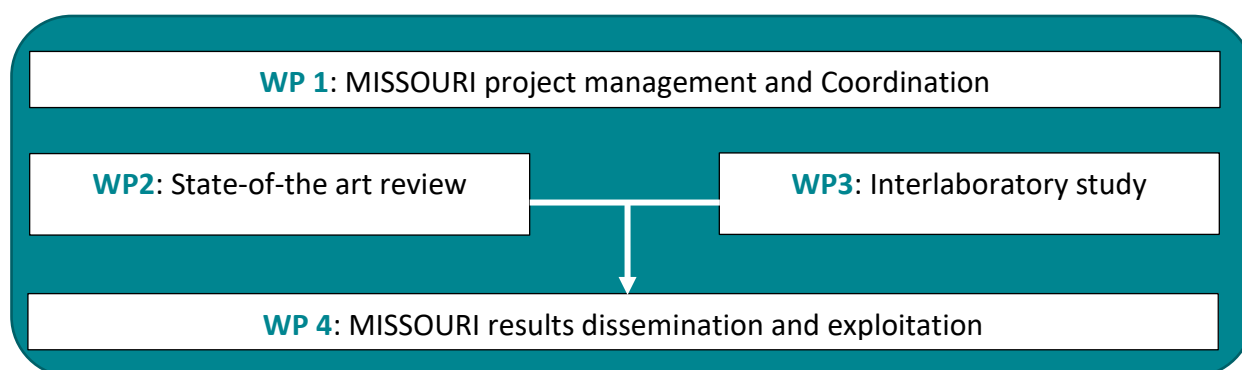 WP 1: MISSOURI project management and Coordination
WP2: State-of-the art review
WP3: Interlaboratory study
WP 4: MISSOURI results dissemination and exploitation